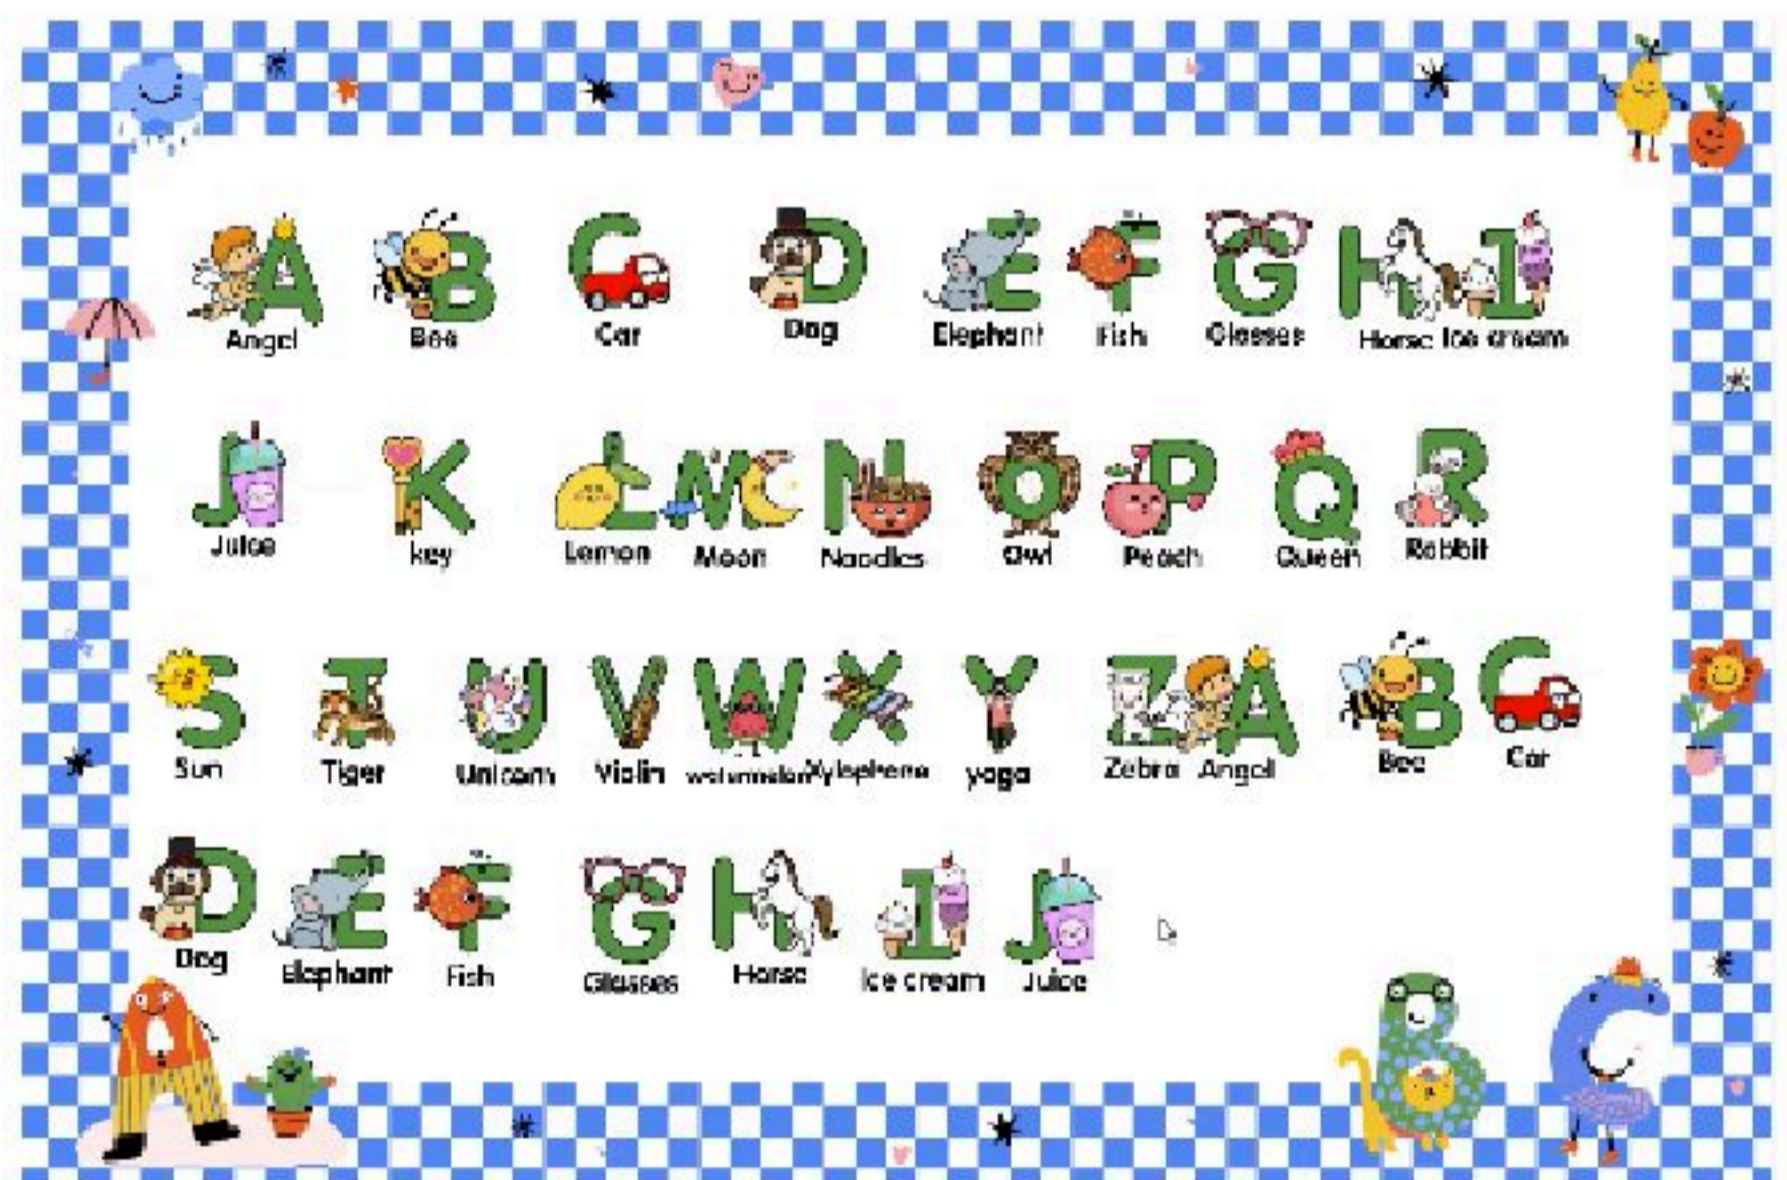 A B C D E F G H I
Angel Bee Car Dog Elephant Fish Glasses Horse Ice cream
J K L M N O P Q R
Juice key Lemon Moon Noodles Owl Peach Queen Rabbit
S T U V W X Y Z A B C
Sun Tiger Unicorn Violin watermelon Xylophone yoga Zebra Angel Bee Car
D E F G H I J
Dog Elephant Fish Glasses Horse Ice cream Juice
A B C